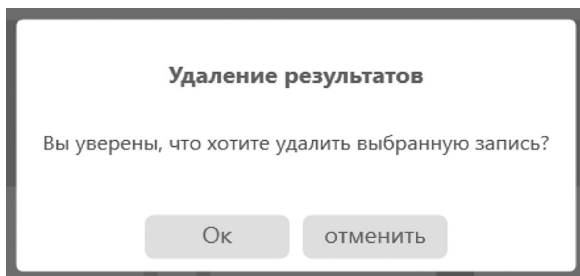 Удаление результатов
Вы уверены, что хотите удалить выбранную запись?
Ок отменить